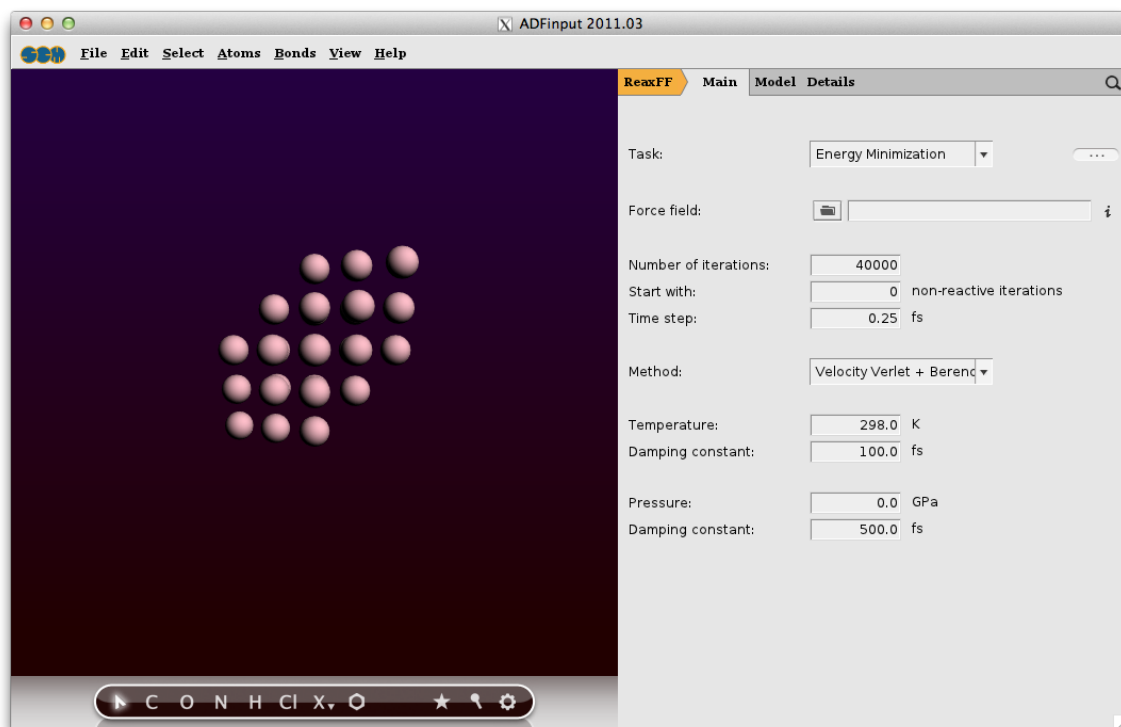 X ADFinput 2011.03
SCM File Edit Select Atoms Bonds View Help
ReaxFF Main Model Details
Task: Energy Minimization ...
Force field: i
Number of iterations: 40000
Start with: 0 non-reactive iterations
Time step: 0.25 fs
Method: Velocity Verlet + Berend
Temperature: 298.0 K
Damping constant: 100.0 fs
Pressure: 0.0 GPa
Damping constant: 500.0 fs
C O N H Cl X